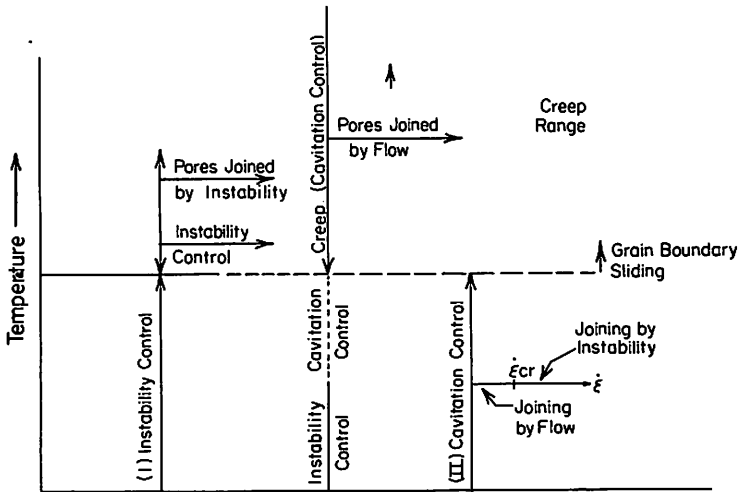 Temperature
Pores Joined
by Instability
Instability
Control
(I) Instability Control
Creep (Cavitation Control)
Pores Joined
by Flow
Creep
Range
Grain Boundary
Sliding
Cavitation
Control
Instability
Control
(II) Cavitation Control
Joining by
Instability
ε̇cr
ε̇
Joining
by Flow